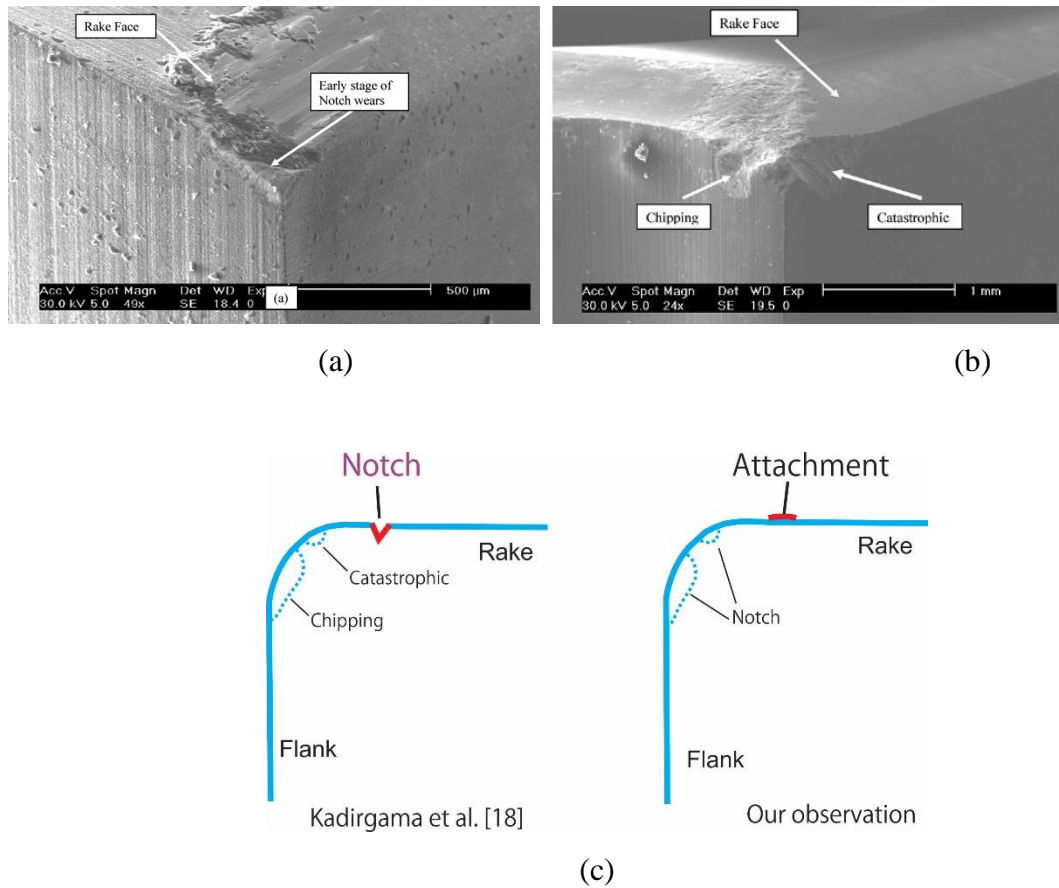 Rake Face
Early stage of
Notch wears
Acc.V Spot Magn Det WD Exp
30.0 kV 5.0 49x SE 18.4 0
(a)
500 µm
Rake Face
Chipping
Catastrophic
Acc.V Spot Magn Det WD Exp
30.0 kV 5.0 24x SE 19.5 0
1 mm
(a)
(b)
Notch
Rake
Catastrophic
Chipping
Flank
Kadirgama et al. [18]
Attachment
Rake
Notch
Flank
Our observation
(c)